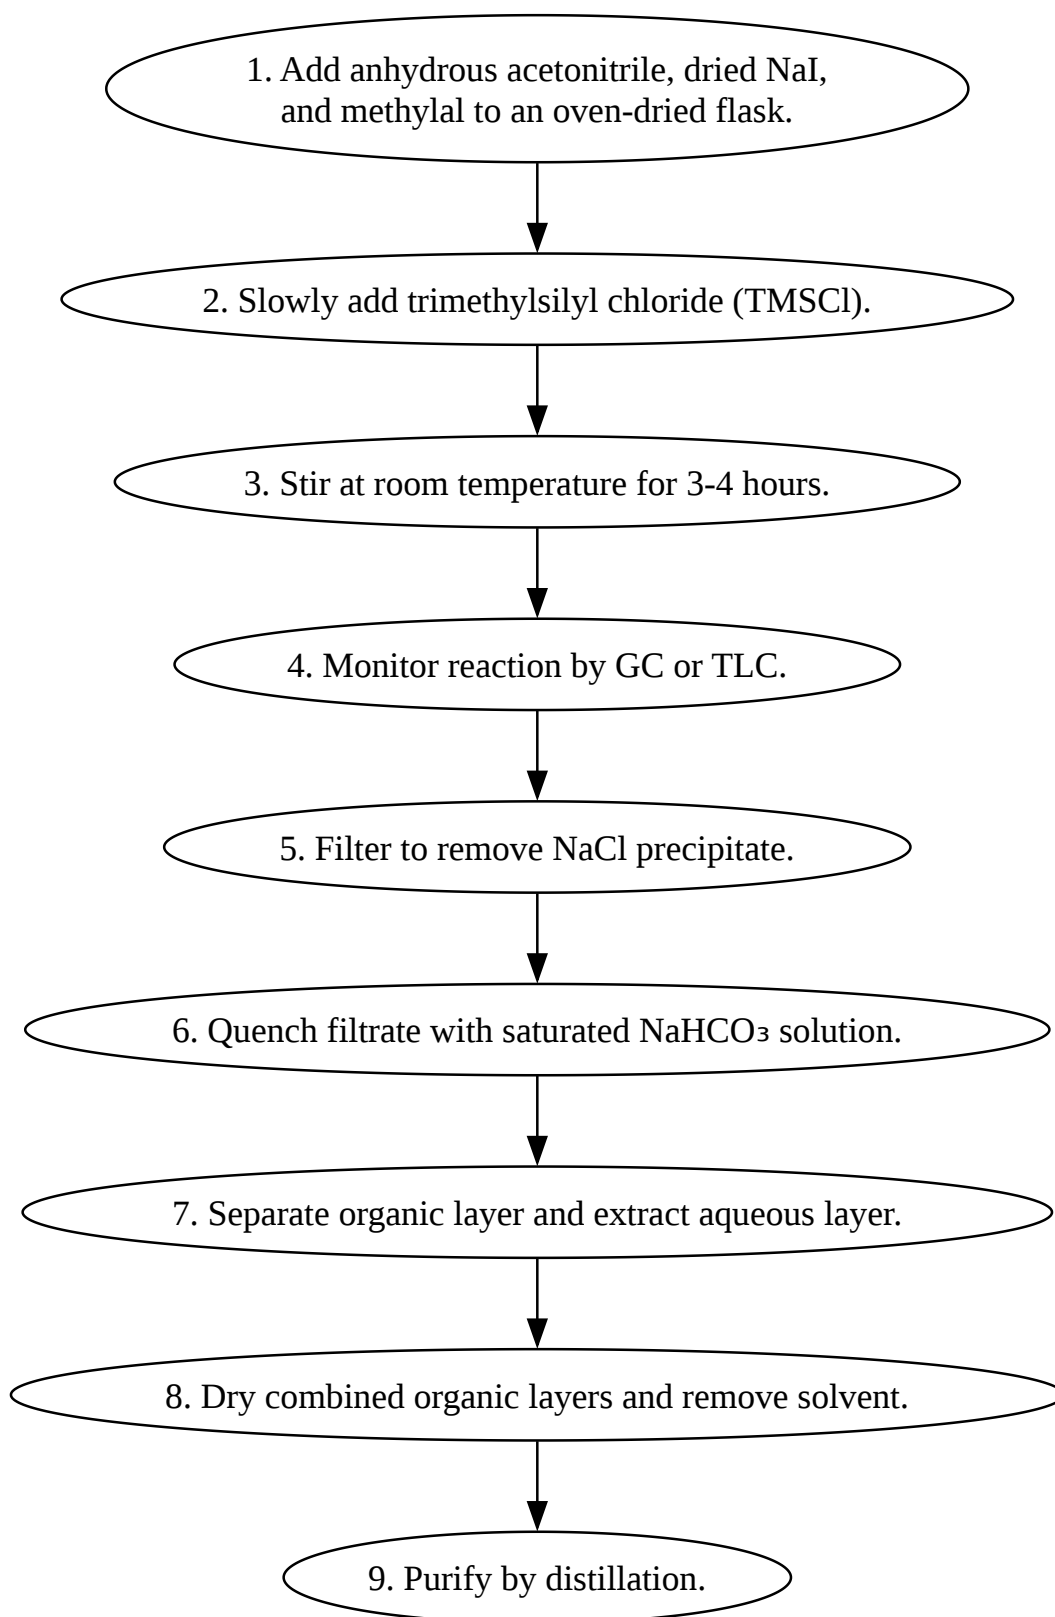 1. Add anhydrous acetonitrile, dried NaI,
and methylal to an oven-dried flask.
2. Slowly add trimethylsilyl chloride (TMSCl).
3. Stir at room temperature for 3-4 hours.
4. Monitor reaction by GC or TLC.
5. Filter to remove NaCl precipitate.
6. Quench filtrate with saturated NaHCO₃ solution.
7. Separate organic layer and extract aqueous layer.
8. Dry combined organic layers and remove solvent.
9. Purify by distillation.